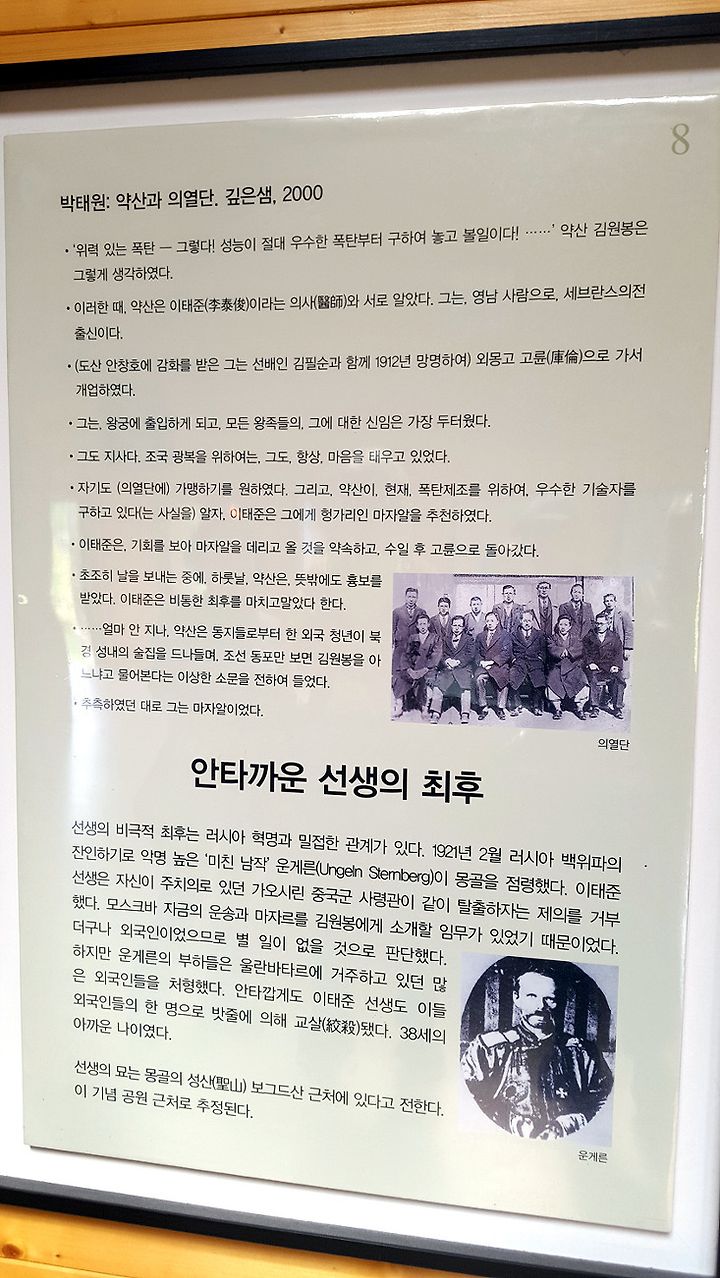 8
박태원: 약산과 의열단. 깊은샘, 2000
• '위력 있는 폭탄 — 그렇다! 성능이 절대 우수한 폭탄부터 구하여 놓고 볼일이다! ……' 약산 김원봉은
그렇게 생각하였다.
• 이러한 때, 약산은 이태준(李泰俊)이라는 의사(醫師)와 서로 알았다. 그는, 영남 사람으로, 세브란스의전
출신이다.
• (도산 안창호에 감화를 받은 그는 선배인 김필순과 함께 1912년 망명하여) 외몽고 고륜(庫倫)으로 가서
개업하였다.
• 그는, 왕궁에 출입하게 되고, 모든 왕족들의, 그에 대한 신임은 가장 두터웠다.
• 그도 지사다. 조국 광복을 위하여는, 그도, 항상, 마음을 태우고 있었다.
• 자기도 (의열단에) 가맹하기를 원하였다. 그리고, 약산이, 현재, 폭탄제조를 위하여, 우수한 기술자를
구하고 있다(는 사실을) 알자, 이태준은 그에게 헝가리인 마자알을 추천하였다.
• 이태준은, 기회를 보아 마자알을 데리고 올 것을 약속하고, 수일 후 고륜으로 돌아갔다.
• 초조히 날을 보내는 중에, 하룻날, 약산은, 뜻밖에도 흉보를
받았다. 이태준은 비통한 최후를 마치고말았다 한다.
• ……얼마 안 지나, 약산은 동지들로부터 한 외국 청년이 북
경 성내의 술집을 드나들며, 조선 동포만 보면 김원봉을 아
느냐고 물어본다는 이상한 소문을 전하여 들었다.
• 추측하였던 대로 그는 마자알이었다.
의열단
안타까운 선생의 최후
선생의 비극적 최후는 러시아 혁명과 밀접한 관계가 있다. 1921년 2월 러시아 백위파의
잔인하기로 악명 높은 '미친 남작' 운게른(Ungeln Sternberg)이 몽골을 점령했다. 이태준
선생은 자신이 주치의로 있던 가오시린 중국군 사령관이 같이 탈출하자는 제의를 거부
했다. 모스크바 자금의 운송과 마자르를 김원봉에게 소개할 임무가 있었기 때문이었다.
더구나 외국인이었으므로 별 일이 없을 것으로 판단했다.
하지만 운게른의 부하들은 울란바타르에 거주하고 있던 많
은 외국인들을 처형했다. 안타깝게도 이태준 선생도 이들
외국인들의 한 명으로 밧줄에 의해 교살(絞殺)됐다. 38세의
아까운 나이였다.
선생의 묘는 몽골의 성산(聖山) 보그드산 근처에 있다고 전한다.
이 기념 공원 근처로 추정된다.
운게른